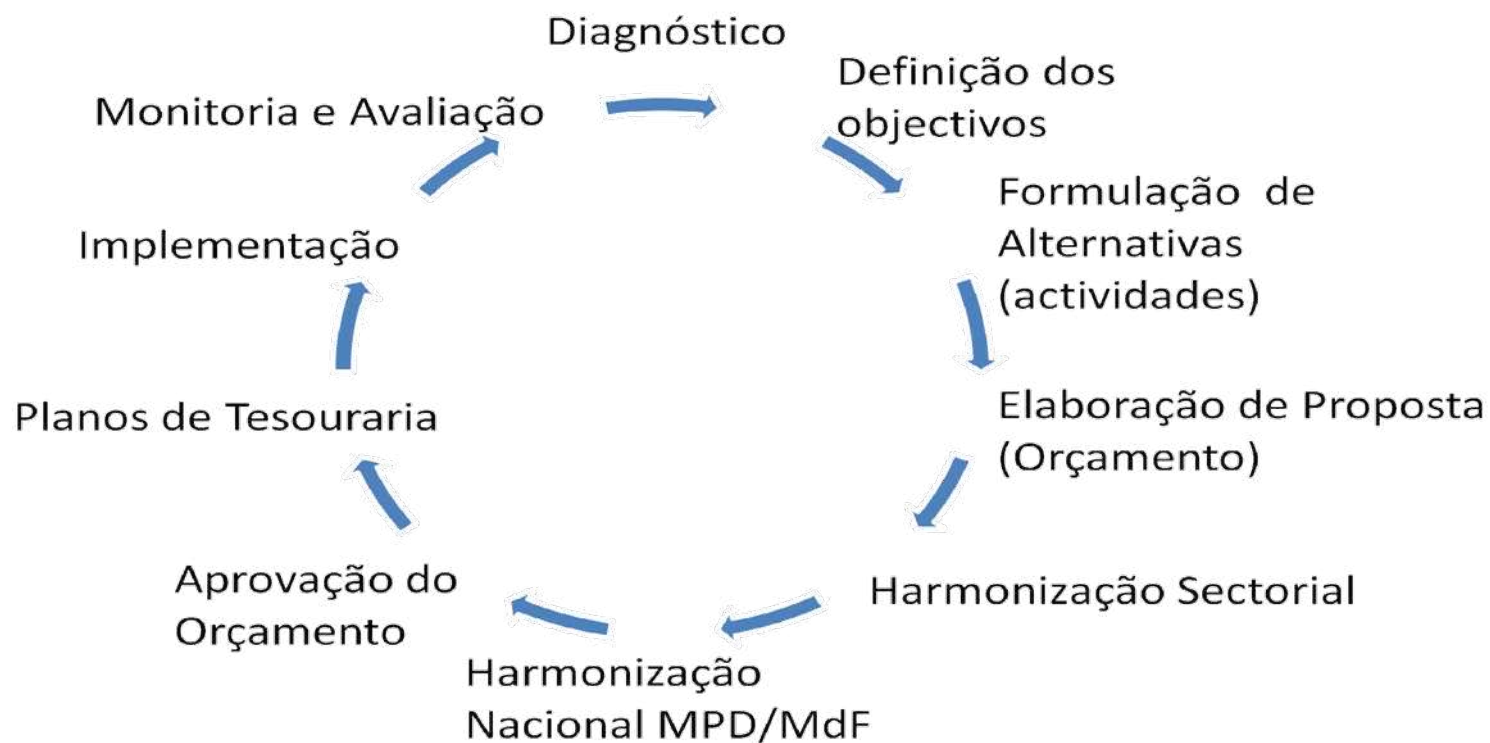 Diagnóstico
Definição dos
objectivos
Formulação de
Alternativas
(actividades)
Elaboração de Proposta
(Orçamento)
Harmonização Sectorial
Harmonização
Nacional MPD/MdF
Aprovação do
Orçamento
Planos de Tesouraria
Implementação
Monitoria e Avaliação